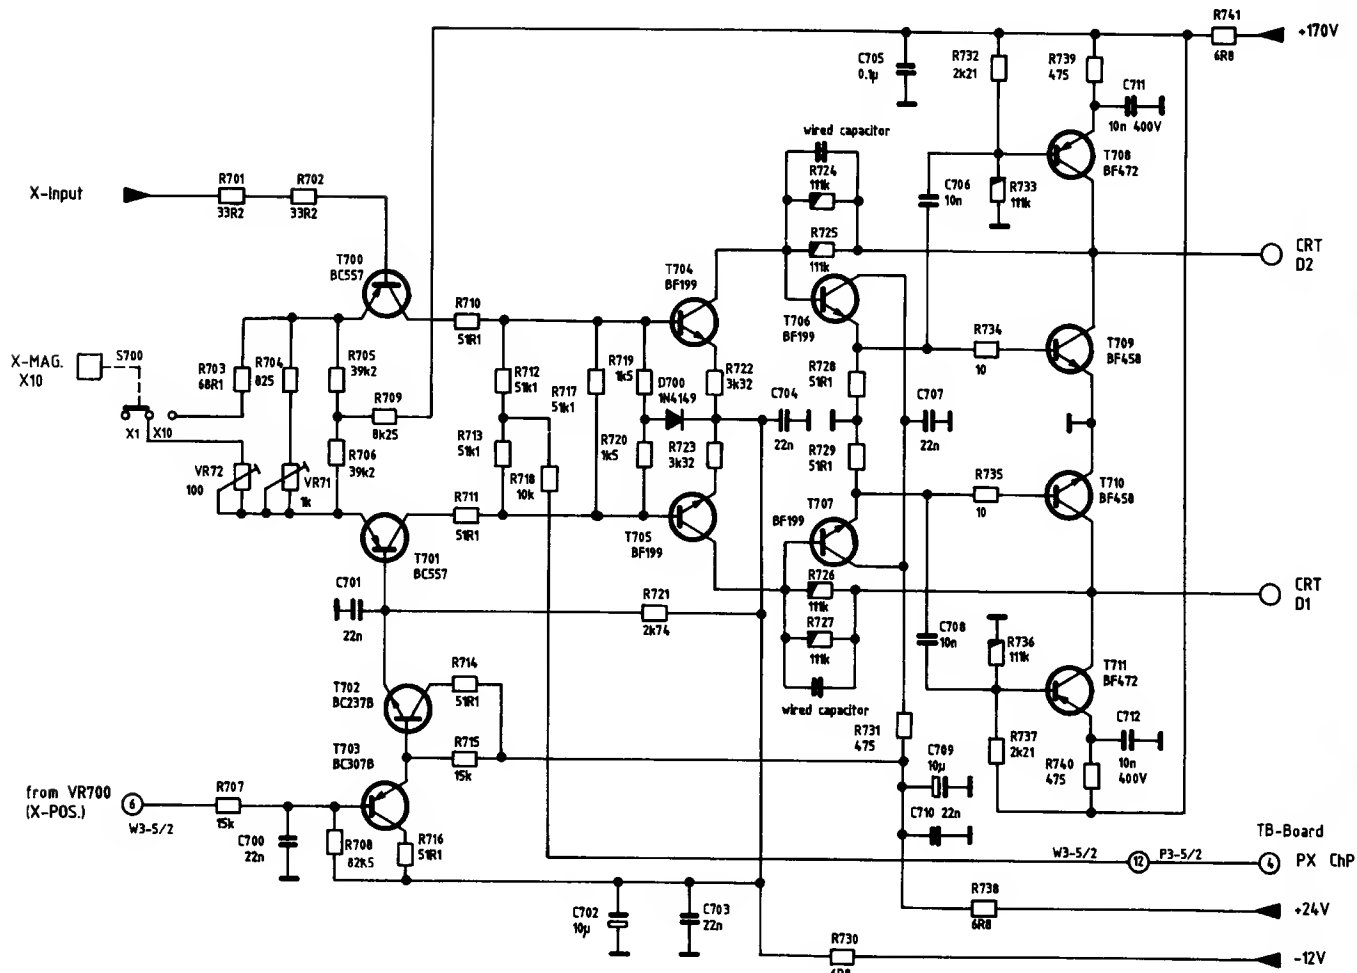 R741
+170V
6R8
C705
0.1µ
R732
2k21
R739
475
C711
10n 400V
wired capacitor
T708
BF472
R724
111k
C706
10n
R733
111k
X-Input
R701
33R2
R702
33R2
R725
111k
CRT
D2
T700
BC557
T704
BF199
T706
BF199
R710
51R1
R734
10
T709
BF458
X-MAG.
X10
S700
R703
68R1
R704
825
R705
39k2
R712
51k1
R719
1k5
R717
51k1
D700
1N4149
R722
3k32
R728
51R1
C704
22n
C707
22n
X1
X10
R709
8k25
R706
39k2
R713
51k1
R720
1k5
R723
3k32
R729
51R1
R718
10k
VR72
100
VR71
1k
R735
10
T710
BF458
R711
51R1
T707
BF199
T705
BF199
T701
BC557
C701
22n
R721
2k74
R726
111k
CRT
D1
R727
111k
C708
10n
R736
111k
T711
BF472
R714
51R1
T702
BC237B
wired capacitor
R731
475
R737
2k21
R740
475
C712
10n
400V
T703
BC307B
R715
15k
C709
10µ
from VR700
(X-POS.)
6
W3-5/2
R707
15k
C700
22n
R708
82k5
R716
51R1
C710
22n
TB-Board
W3-5/2
12
P3-5/2
4
PX ChP
C702
10µ
C703
22n
R738
6R8
+24V
R730
6R8
-12V